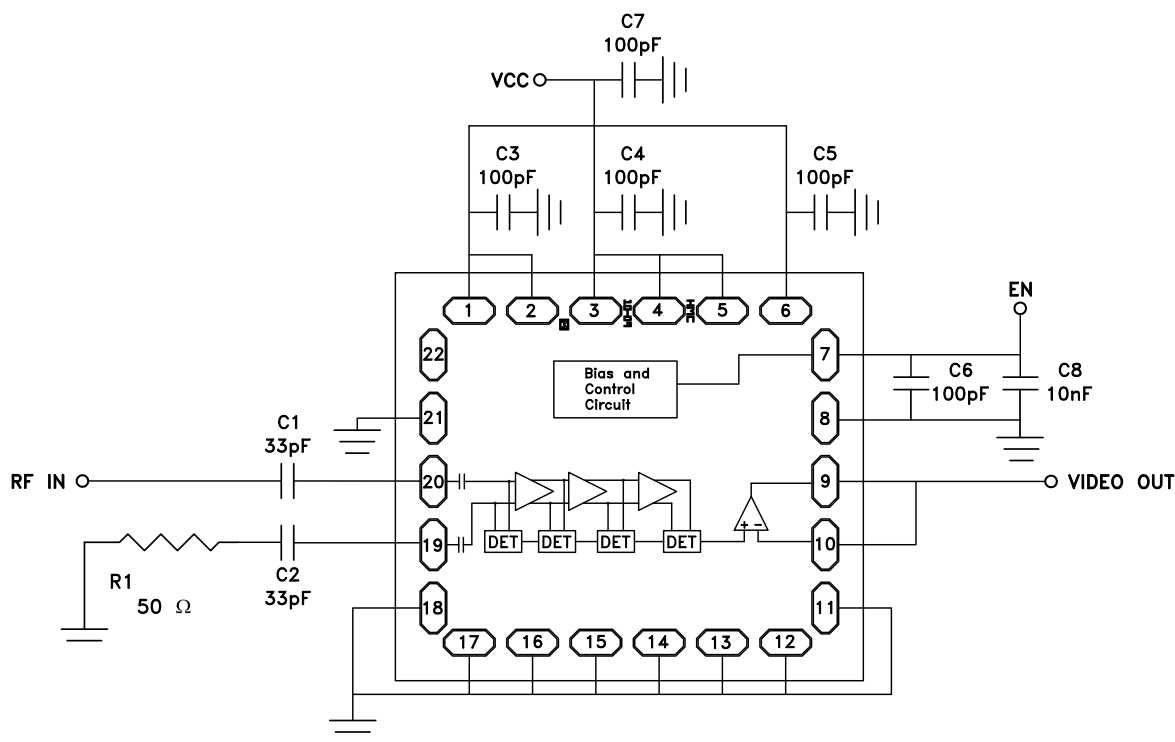 C7
100pF
VCC
C3
100pF
C4
100pF
C5
100pF
EN
1
2
3
4
5
6
22
7
Bias and
Control
Circuit
C6
100pF
C8
10nF
21
8
C1
33pF
RF IN
20
9
VIDEO OUT
+ -
DET
DET
DET
DET
19
10
C2
33pF
R1
50 Ω
18
11
17
16
15
14
13
12